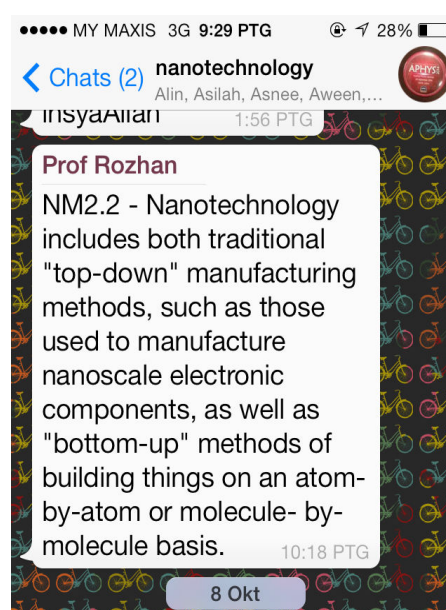 MY MAXIS 3G 9:29 PTG 28%
Chats (2) nanotechnology
Alin, Asilah, Asnee, Aween,...
APHYS
InsyaAllah 1:56 PTG
Prof Rozhan
NM2.2 - Nanotechnology
includes both traditional
"top-down" manufacturing
methods, such as those
used to manufacture
nanoscale electronic
components, as well as
"bottom-up" methods of
building things on an atom-
by-atom or molecule- by-
molecule basis. 10:18 PTG
8 Okt